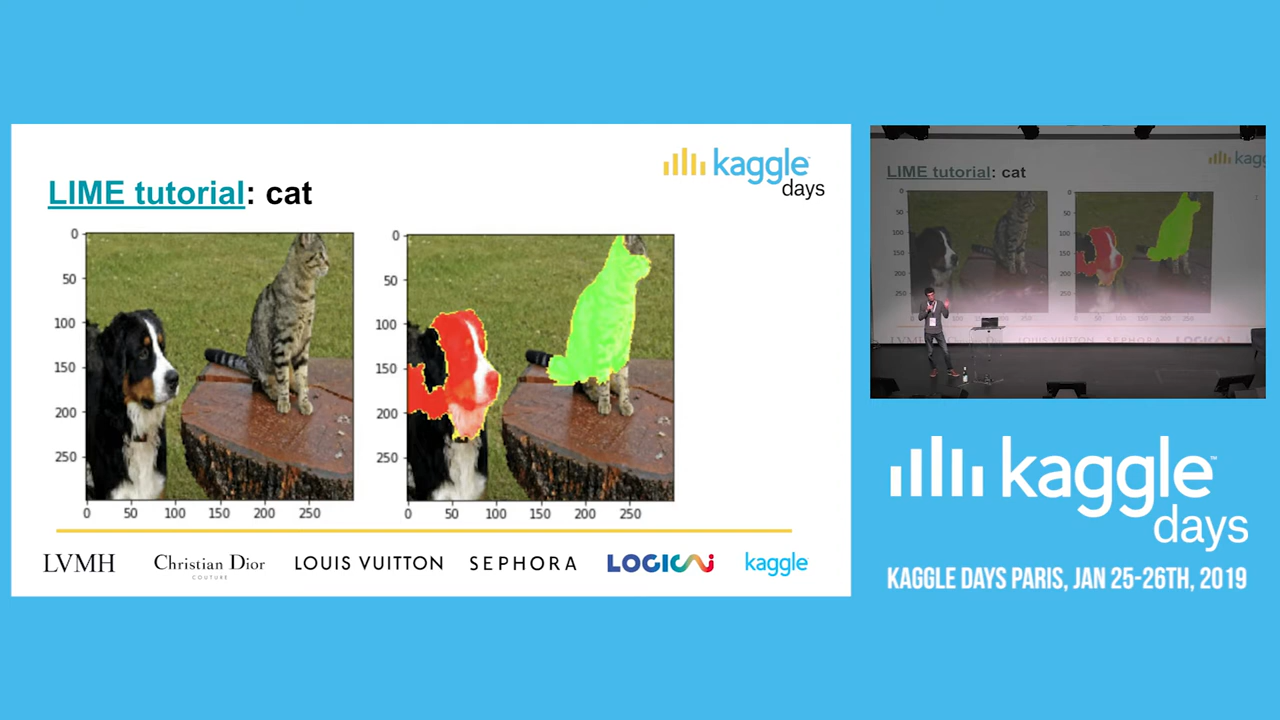 kaggle
days
LIME tutorial: cat
0
50
100
150
200
250
0 50 100 150 200 250
0
50
100
150
200
250
0 50 100 150 200 250
LVMH
Christian Dior
COUTURE
LOUIS VUITTON
SEPHORA
LOGIC
kaggle
LIME tutorial: cat
kaggle™
days
KAGGLE DAYS PARIS, JAN 25-26TH, 2019